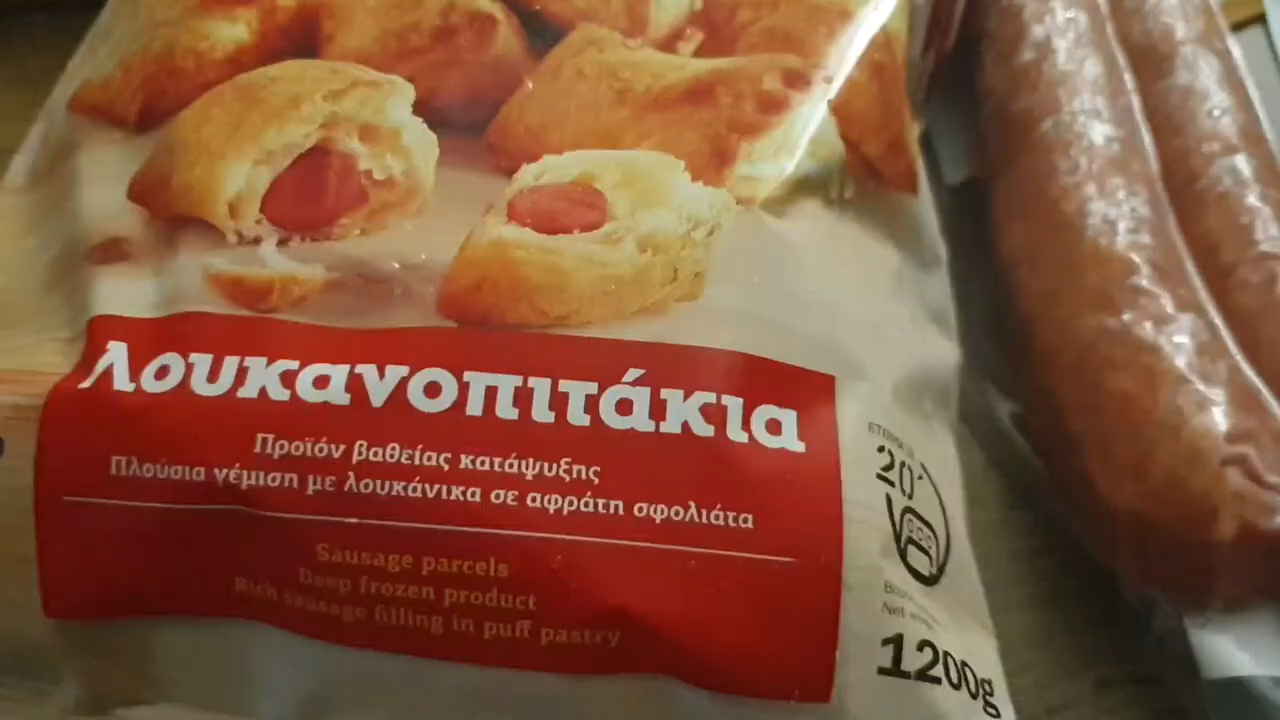 λουκανοπιτάκια
Προϊόν βαθείας κατάψυξης
Πλούσια γέμιση με λουκάνικα σε αφράτη σφολιάτα
Sausage parcels
Deep frozen product
Rich sausage filling in puff pastry
20'
Net
1200g